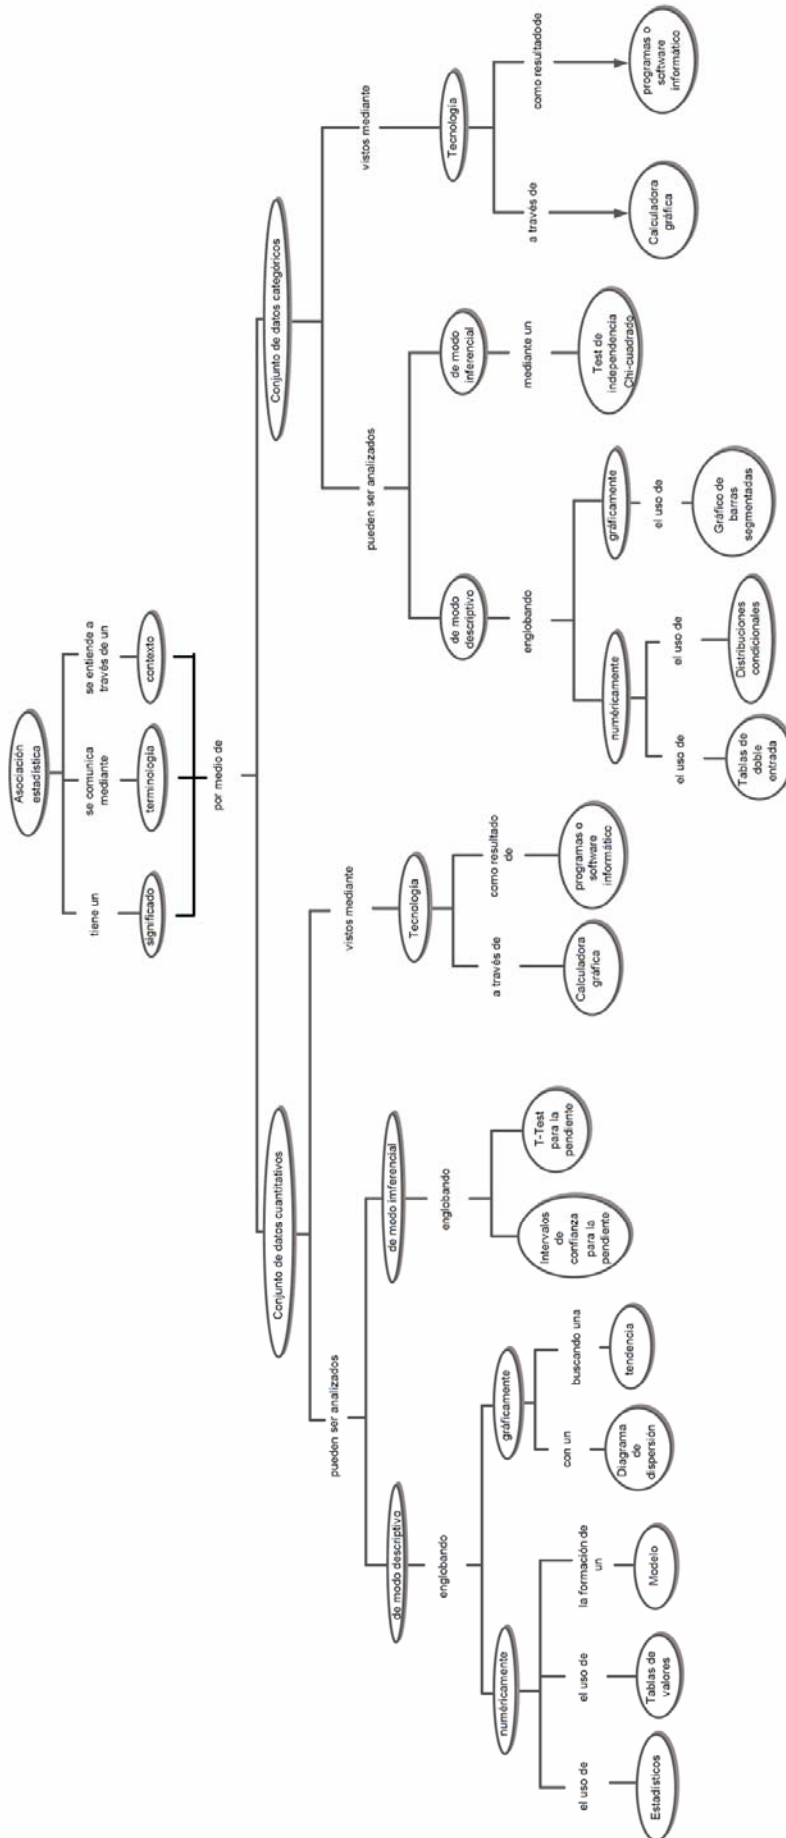 Asociación
estadística
tiene un
se comunica
mediante
se entiende a
través de un
significado
terminología
contexto
por medio de
Conjunto de datos cuantitativos
Conjunto de datos categóricos
pueden ser analizados
vistos mediante
pueden ser analizados
vistos mediante
de modo descriptivo
de modo imferencial
Tecnología
de modo
descriptivo
de modo
inferencial
Tecnología
englobando
englobando
a través de
como resultado
de
englobando
mediante un
a través de
como resultadode
numéricamente
gráficamente
Intervalos
de
confianza
para la
pendiente
T-Test
para la
pendiente
Calculadora
gráfica
programas o
software
informático
numéricamente
gráficamente
Test de
independencia
Chi-cuadrado
Calculadora
gráfica
programas o
software
informático
el uso de
el uso de
la formación de
un
con un
buscando una
el uso de
el uso de
el uso de
Estadísticos
Tablas de
valores
Modelo
Diagrama
de
dispersión
tendencia
Tablas de
doble
entrada
Distribuciones
condicionales
Gráfico de
barras
segmentadas